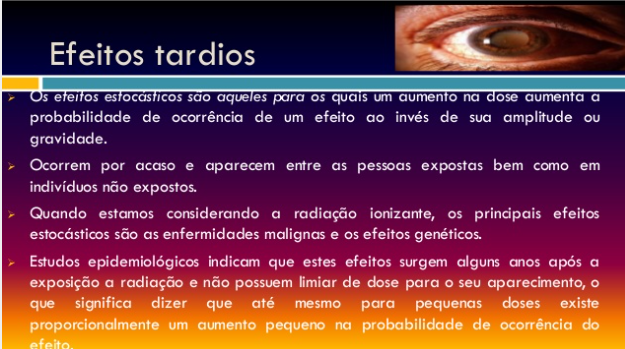 Efeitos tardios
Os efeitos estocásticos são aqueles para os quais um aumento na dose aumenta a
probabilidade de ocorrência de um efeito ao invés de sua amplitude ou
gravidade.
Ocorrem por acaso e aparecem entre as pessoas expostas bem como em
indivíduos não expostos.
Quando estamos considerando a radiação ionizante, os principais efeitos
estocásticos são as enfermidades malignas e os efeitos genéticos.
Estudos epidemiológicos indicam que estes efeitos surgem alguns anos após a
exposição a radiação e não possuem limiar de dose para o seu aparecimento, o
que significa dizer que até mesmo para pequenas doses existe
proporcionalmente um aumento pequeno na probabilidade de ocorrência do
efeito.